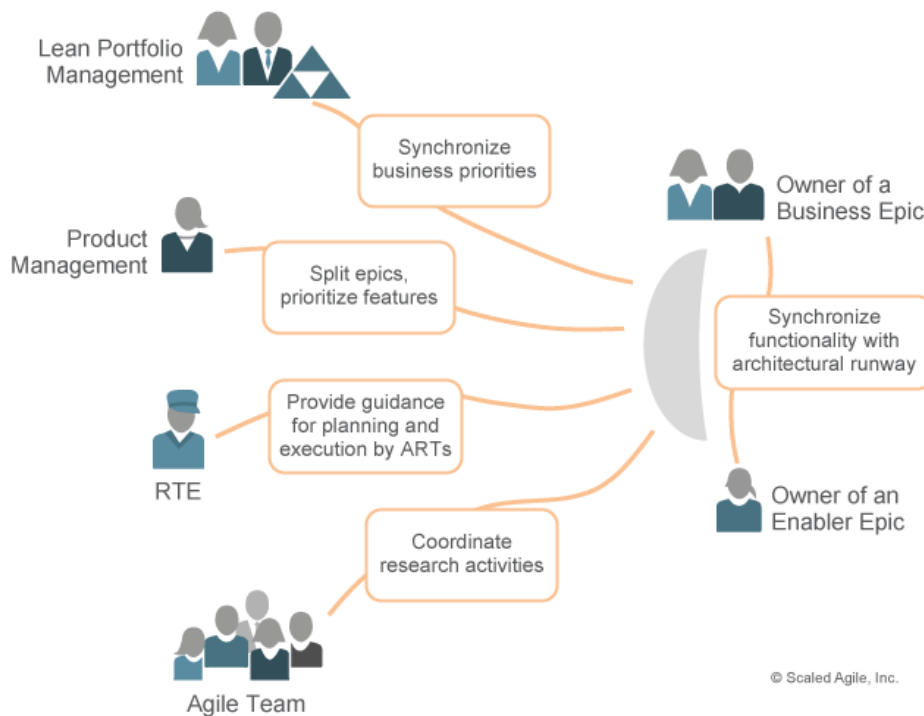 Lean Portfolio
Management
Synchronize
business priorities
Owner of a
Business Epic
Product
Management
Split epics,
prioritize features
Synchronize
functionality with
architectural runway
Provide guidance
for planning and
execution by ARTs
RTE
Owner of an
Enabler Epic
Coordinate
research activities
Agile Team
© Scaled Agile, Inc.